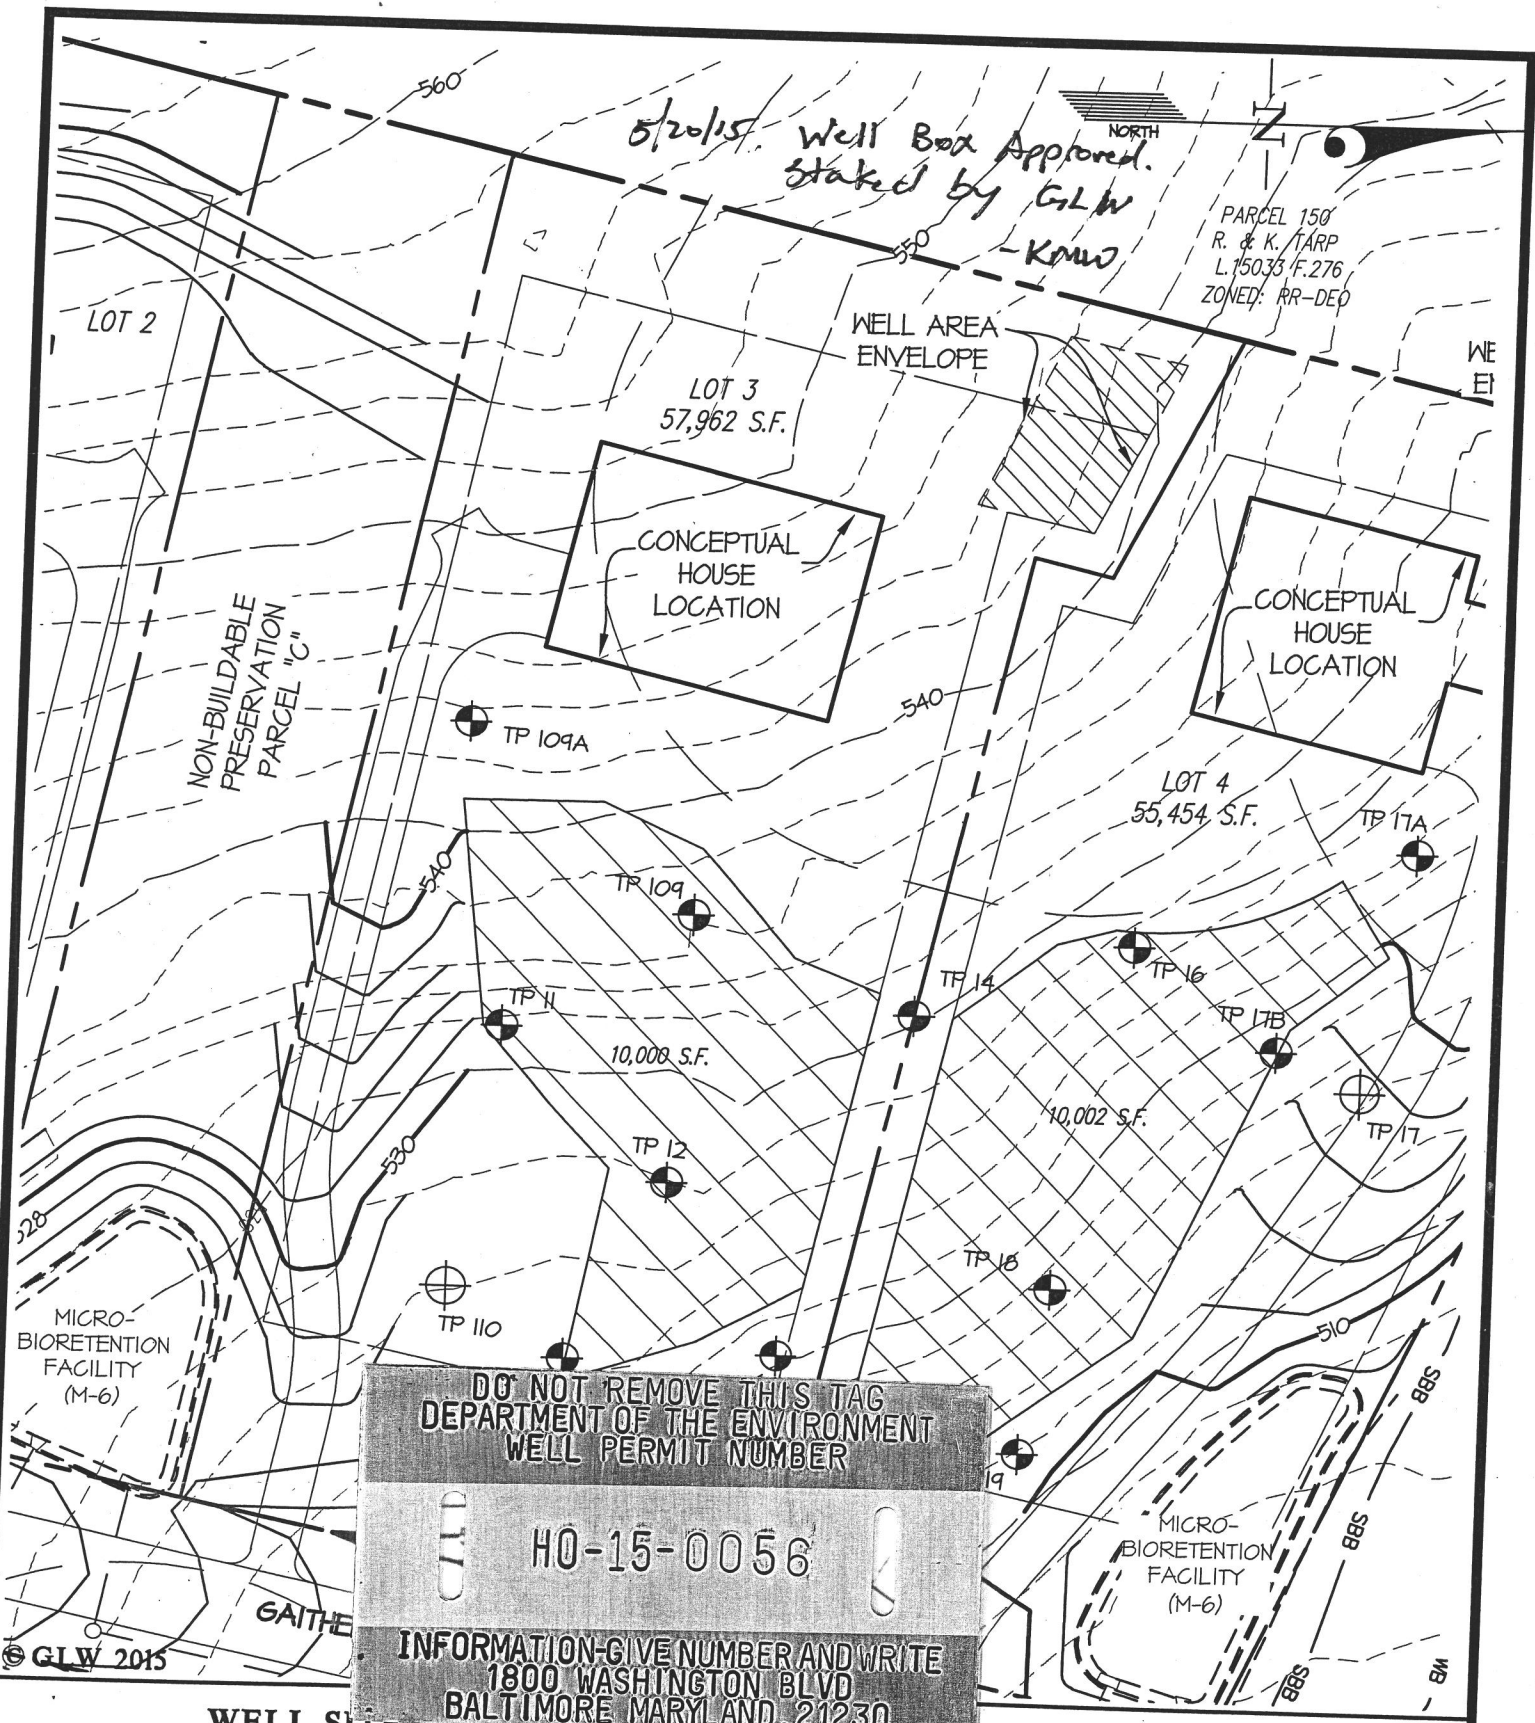 560
5/20/15. Well Box Approved.
Staked by GLW
-KMW
NORTH
N
PARCEL 150
R. & K. TARP
L.15033 F.276
ZONED: RR-DEO
550
LOT 2
WELL AREA
ENVELOPE
WE
LOT 3
57,962 S.F.
CONCEPTUAL
HOUSE
LOCATION
CONCEPTUAL
HOUSE
LOCATION
NON-BUILDABLE
PRESERVATION
PARCEL "C"
540
TP 109A
LOT 4
55,454 S.F.
TP 17A
540
TP 109
TP 16
TP 14
TP 11
TP 17B
10,000 S.F.
10,002 S.F.
TP 17
TP 12
530
528
TP 18
TP 110
510
MICRO-
BIORETENTION
FACILITY
(M-6)
SBB
DO NOT REMOVE THIS TAG
DEPARTMENT OF THE ENVIRONMENT
WELL PERMIT NUMBER
19
HO-15-0056
MICRO-
BIORETENTION
FACILITY
(M-6)
SBB
GAITHE
INFORMATION-GIVE NUMBER AND WRITE
1800 WASHINGTON BLVD
BALTIMORE MARYLAND 21230
© GLW 2015
SBB
WB
WELL